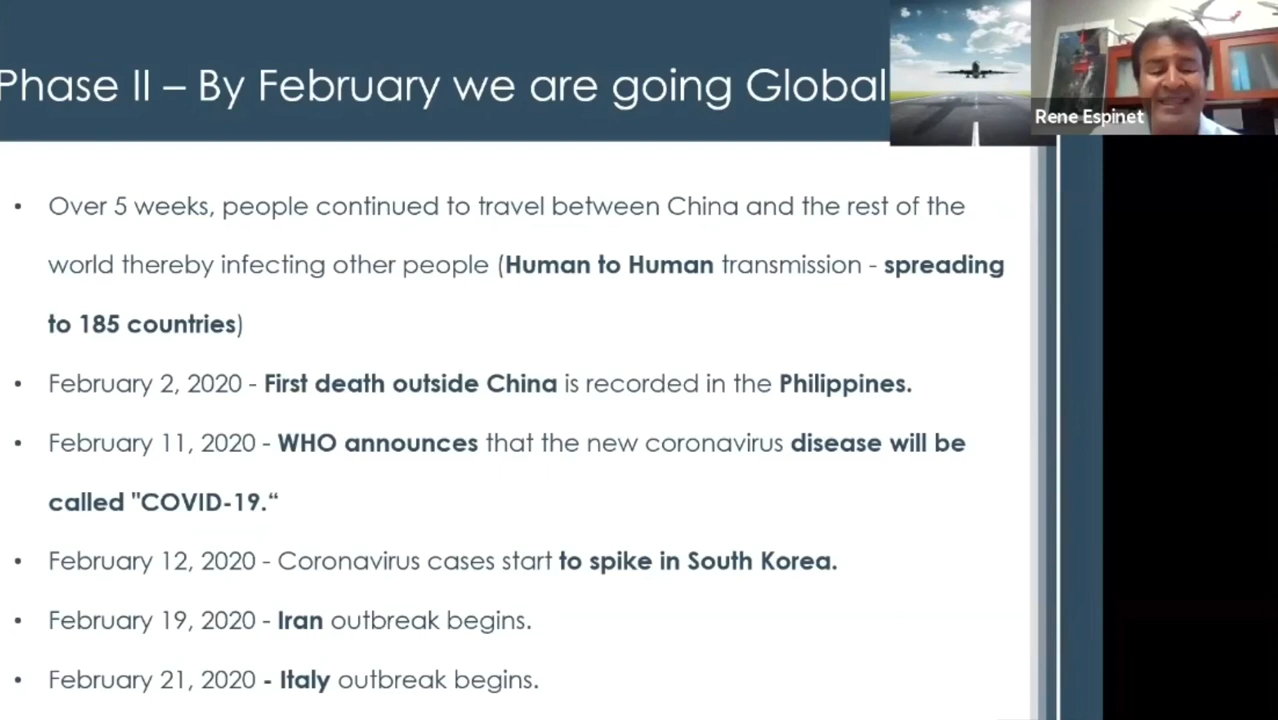 Phase II – By February we are going Global
Rene Espinet
• Over 5 weeks, people continued to travel between China and the rest of the
world thereby infecting other people (Human to Human transmission - spreading
to 185 countries)
• February 2, 2020 - First death outside China is recorded in the Philippines.
• February 11, 2020 - WHO announces that the new coronavirus disease will be
called "COVID-19.“
• February 12, 2020 - Coronavirus cases start to spike in South Korea.
• February 19, 2020 - Iran outbreak begins.
• February 21, 2020 - Italy outbreak begins.